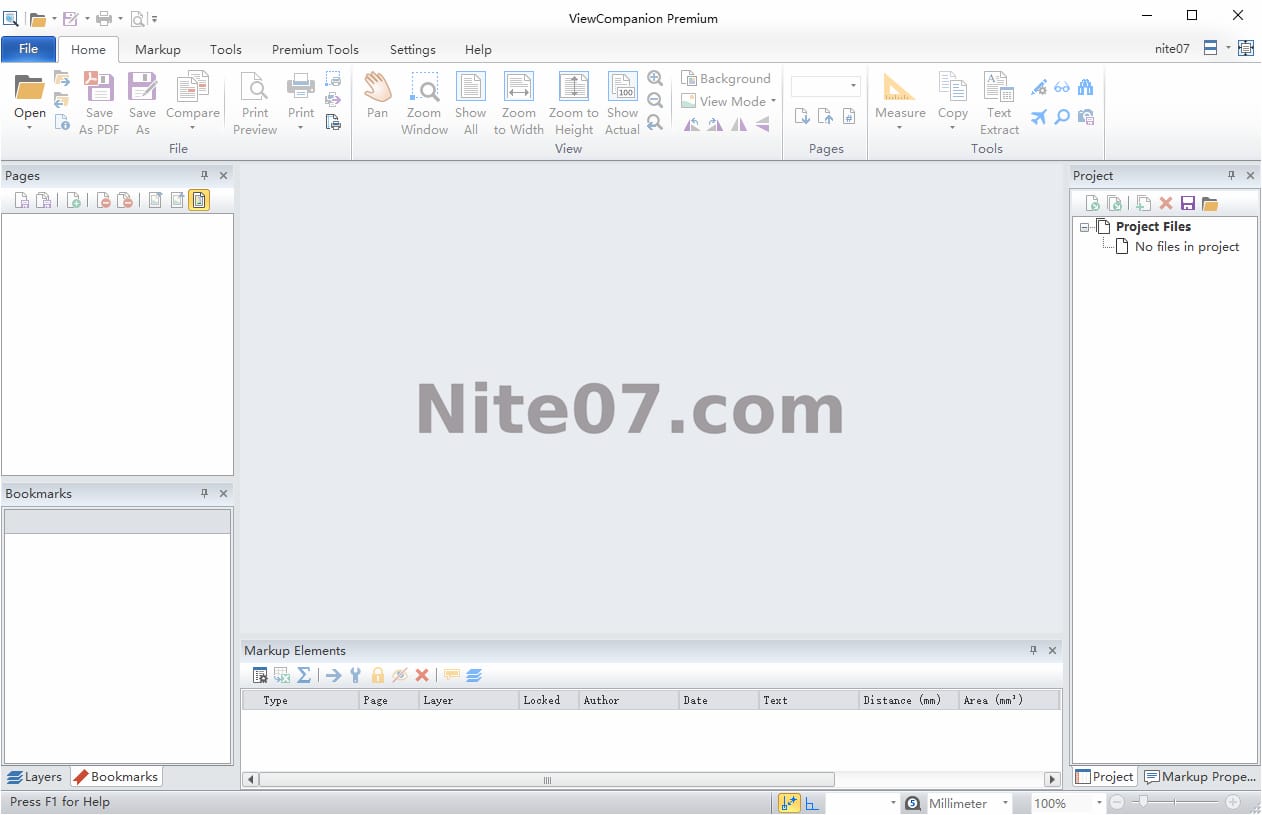 ViewCompanion Premium
File Home Markup Tools Premium Tools Settings Help nite07
Open Save As PDF Save As Compare Print Preview Print
Pan Zoom Window Show All Zoom to Width Zoom to Height Show Actual 100
Background
View Mode
Measure Copy Text Extract
File View Pages Tools
Pages
Project
Project Files
No files in project
Nite07.com
Bookmarks
Markup Elements
Type Page Layer Locked Author Date Text Distance (mm) Area (mm²)
Layers Bookmarks
Project Markup Prope...
Press F1 for Help
Millimeter 100%